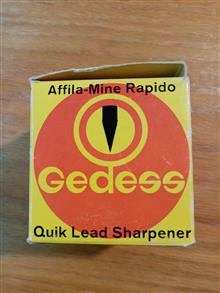 Affila-Mine Rapido
Gedess
Quik Lead Sharpener